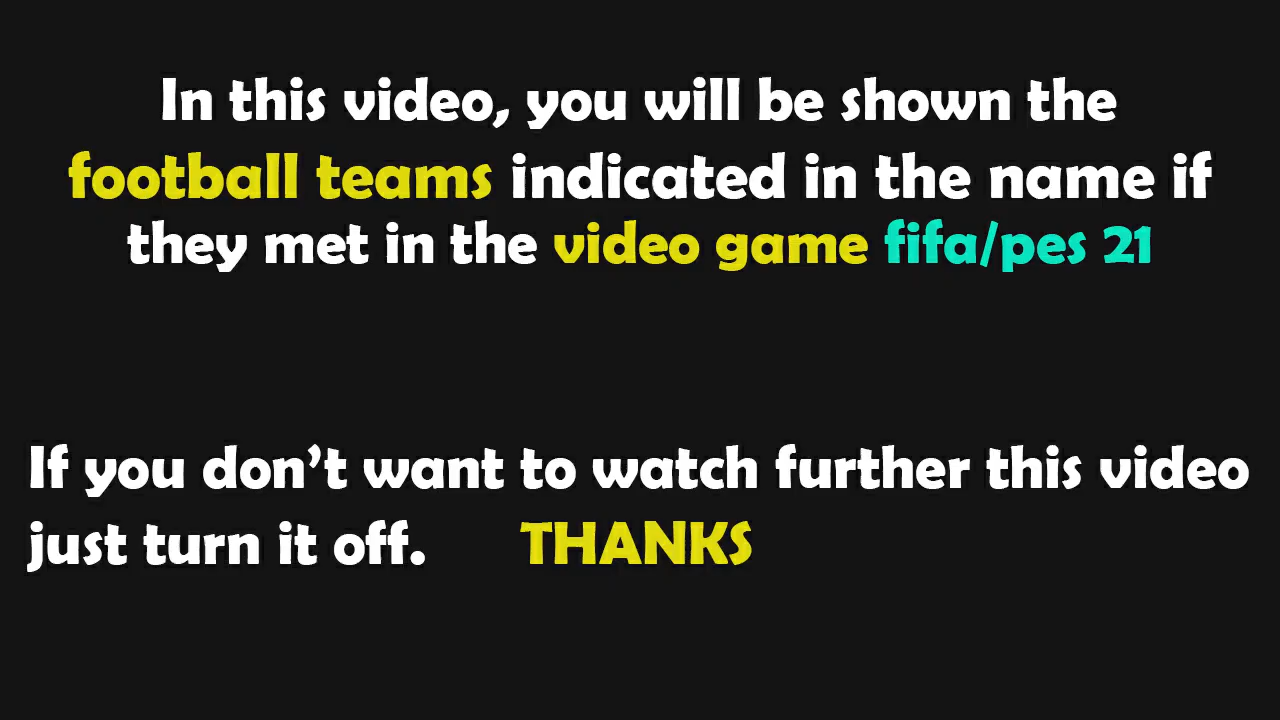 In this video, you will be shown the
football teams indicated in the name if
they met in the video game fifa/pes 21
If you don’t want to watch further this video
just turn it off. THANKS